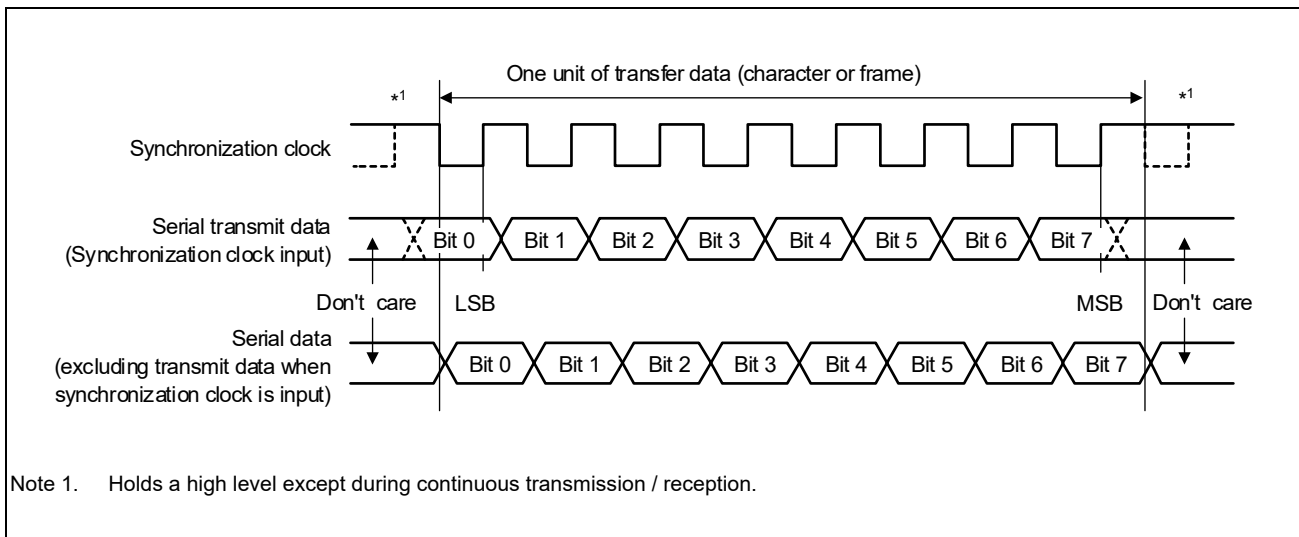 One unit of transfer data (character or frame)
*1
*1
Synchronization clock
Serial transmit data
(Synchronization clock input)
Bit 0 Bit 1 Bit 2 Bit 3 Bit 4 Bit 5 Bit 6 Bit 7
Don't care LSB MSB Don't care
Serial data
(excluding transmit data when
synchronization clock is input)
Bit 0 Bit 1 Bit 2 Bit 3 Bit 4 Bit 5 Bit 6 Bit 7
Note 1. Holds a high level except during continuous transmission / reception.